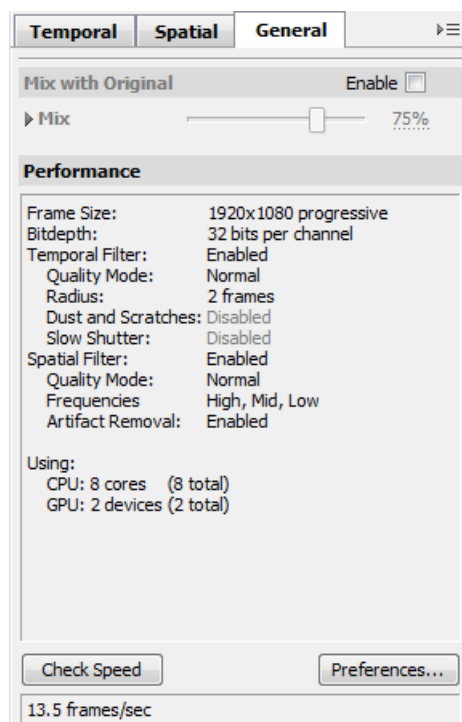 Temporal Spatial General
Mix with Original Enable
Mix 75%
Performance
Frame Size: 1920x1080 progressive
Bitdepth: 32 bits per channel
Temporal Filter: Enabled
Quality Mode: Normal
Radius: 2 frames
Dust and Scratches: Disabled
Slow Shutter: Disabled
Spatial Filter: Enabled
Quality Mode: Normal
Frequencies High, Mid, Low
Artifact Removal: Enabled
Using:
CPU: 8 cores (8 total)
GPU: 2 devices (2 total)
Check Speed Preferences...
13.5 frames/sec